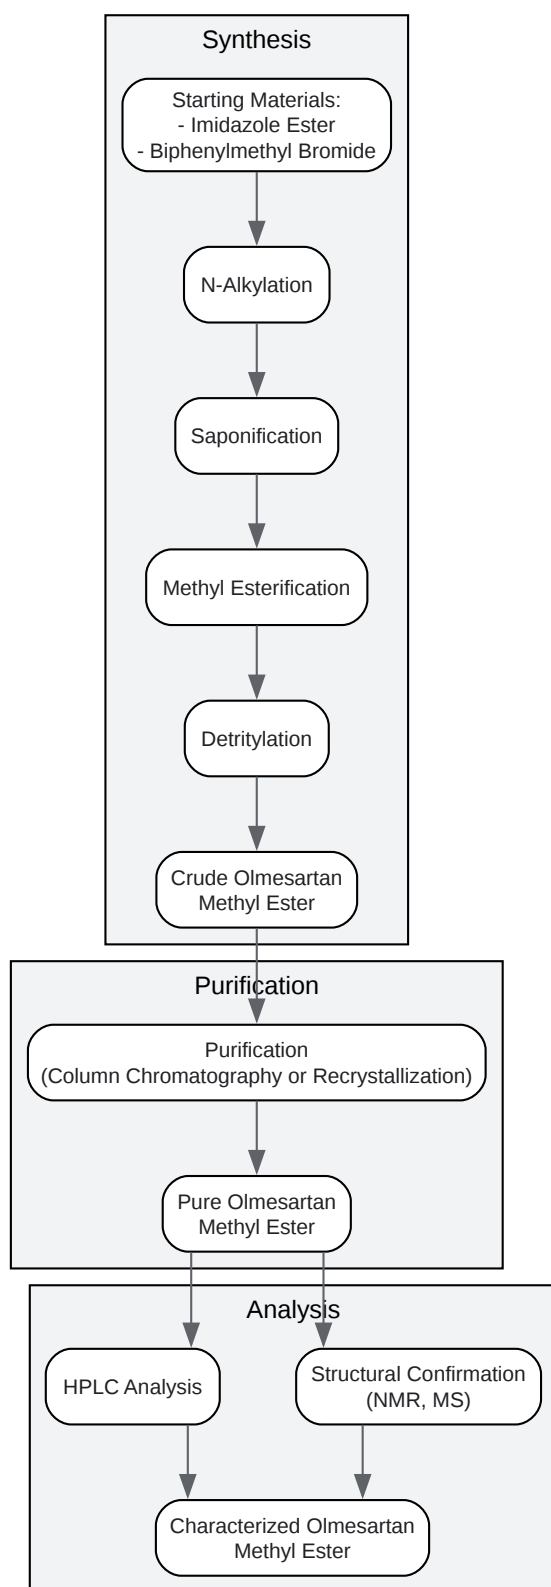 Synthesis
Starting Materials:
- Imidazole Ester
- Biphenylmethyl Bromide
N-Alkylation
Saponification
Methyl Esterification
Detritylation
Crude Olmesartan
Methyl Ester
Purification
Purification
(Column Chromatography or Recrystallization)
Pure Olmesartan
Methyl Ester
Analysis
HPLC Analysis
Structural Confirmation
(NMR, MS)
Characterized Olmesartan
Methyl Ester